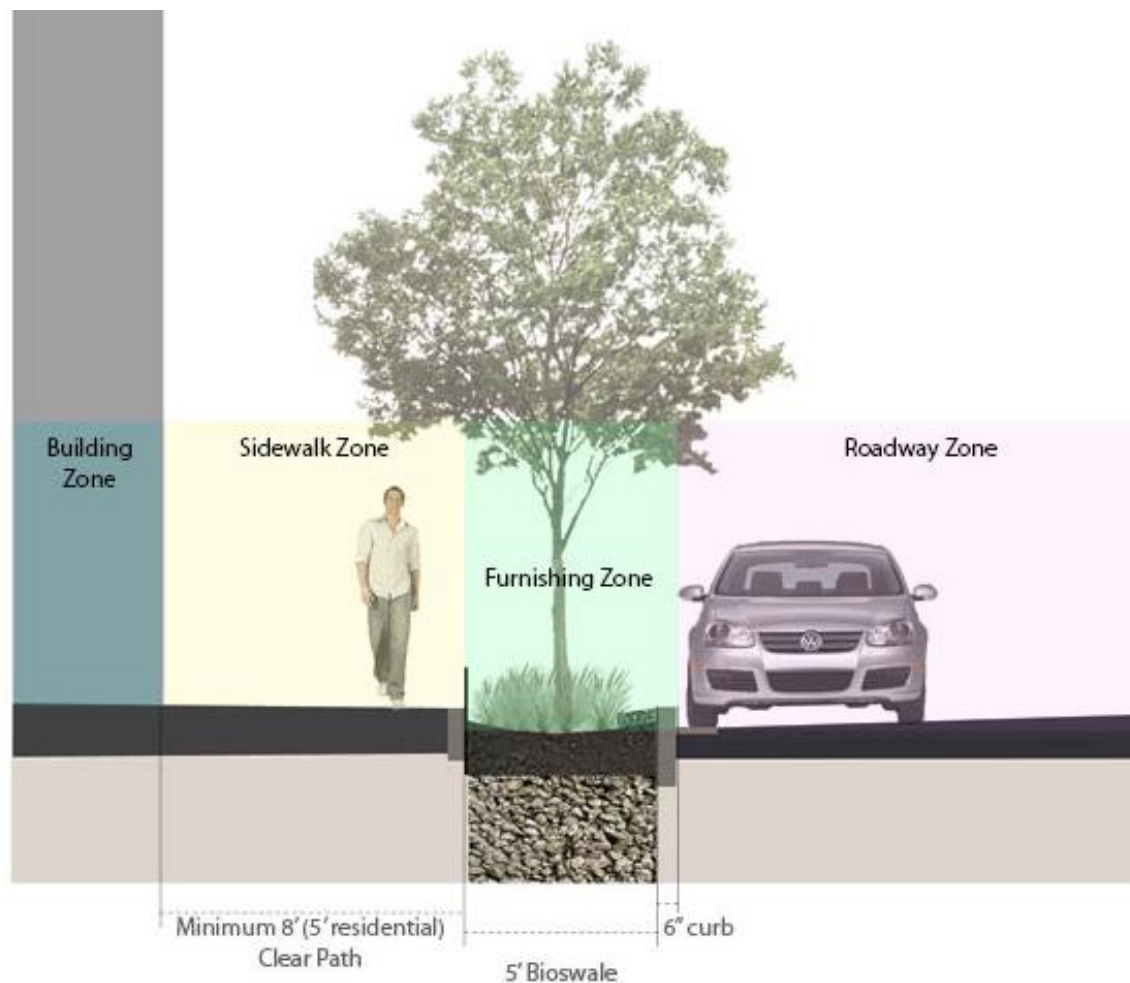 Building
Zone
Sidewalk Zone
Furnishing Zone
Roadway Zone
Minimum 8' (5' residential)
Clear Path
5' Bioswale
6" curb